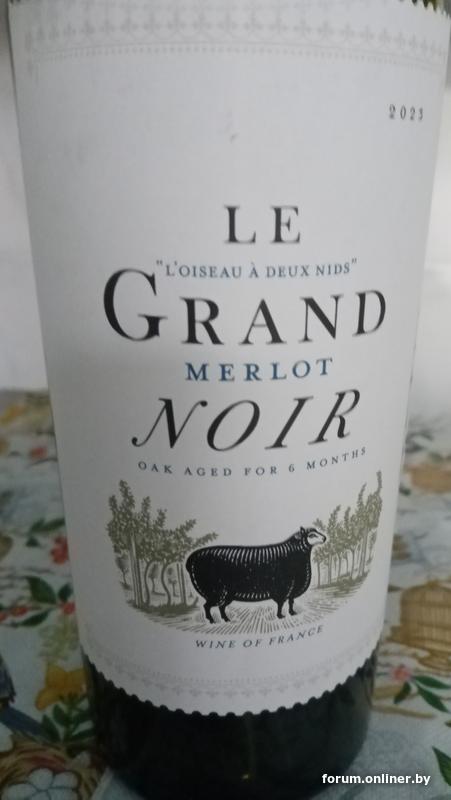 2023
LE
"L'OISEAU À DEUX NIDS"
GRAND
MERLOT
NOIR
OAK AGED FOR 6 MONTHS
WINE OF FRANCE
forum.onliner.by